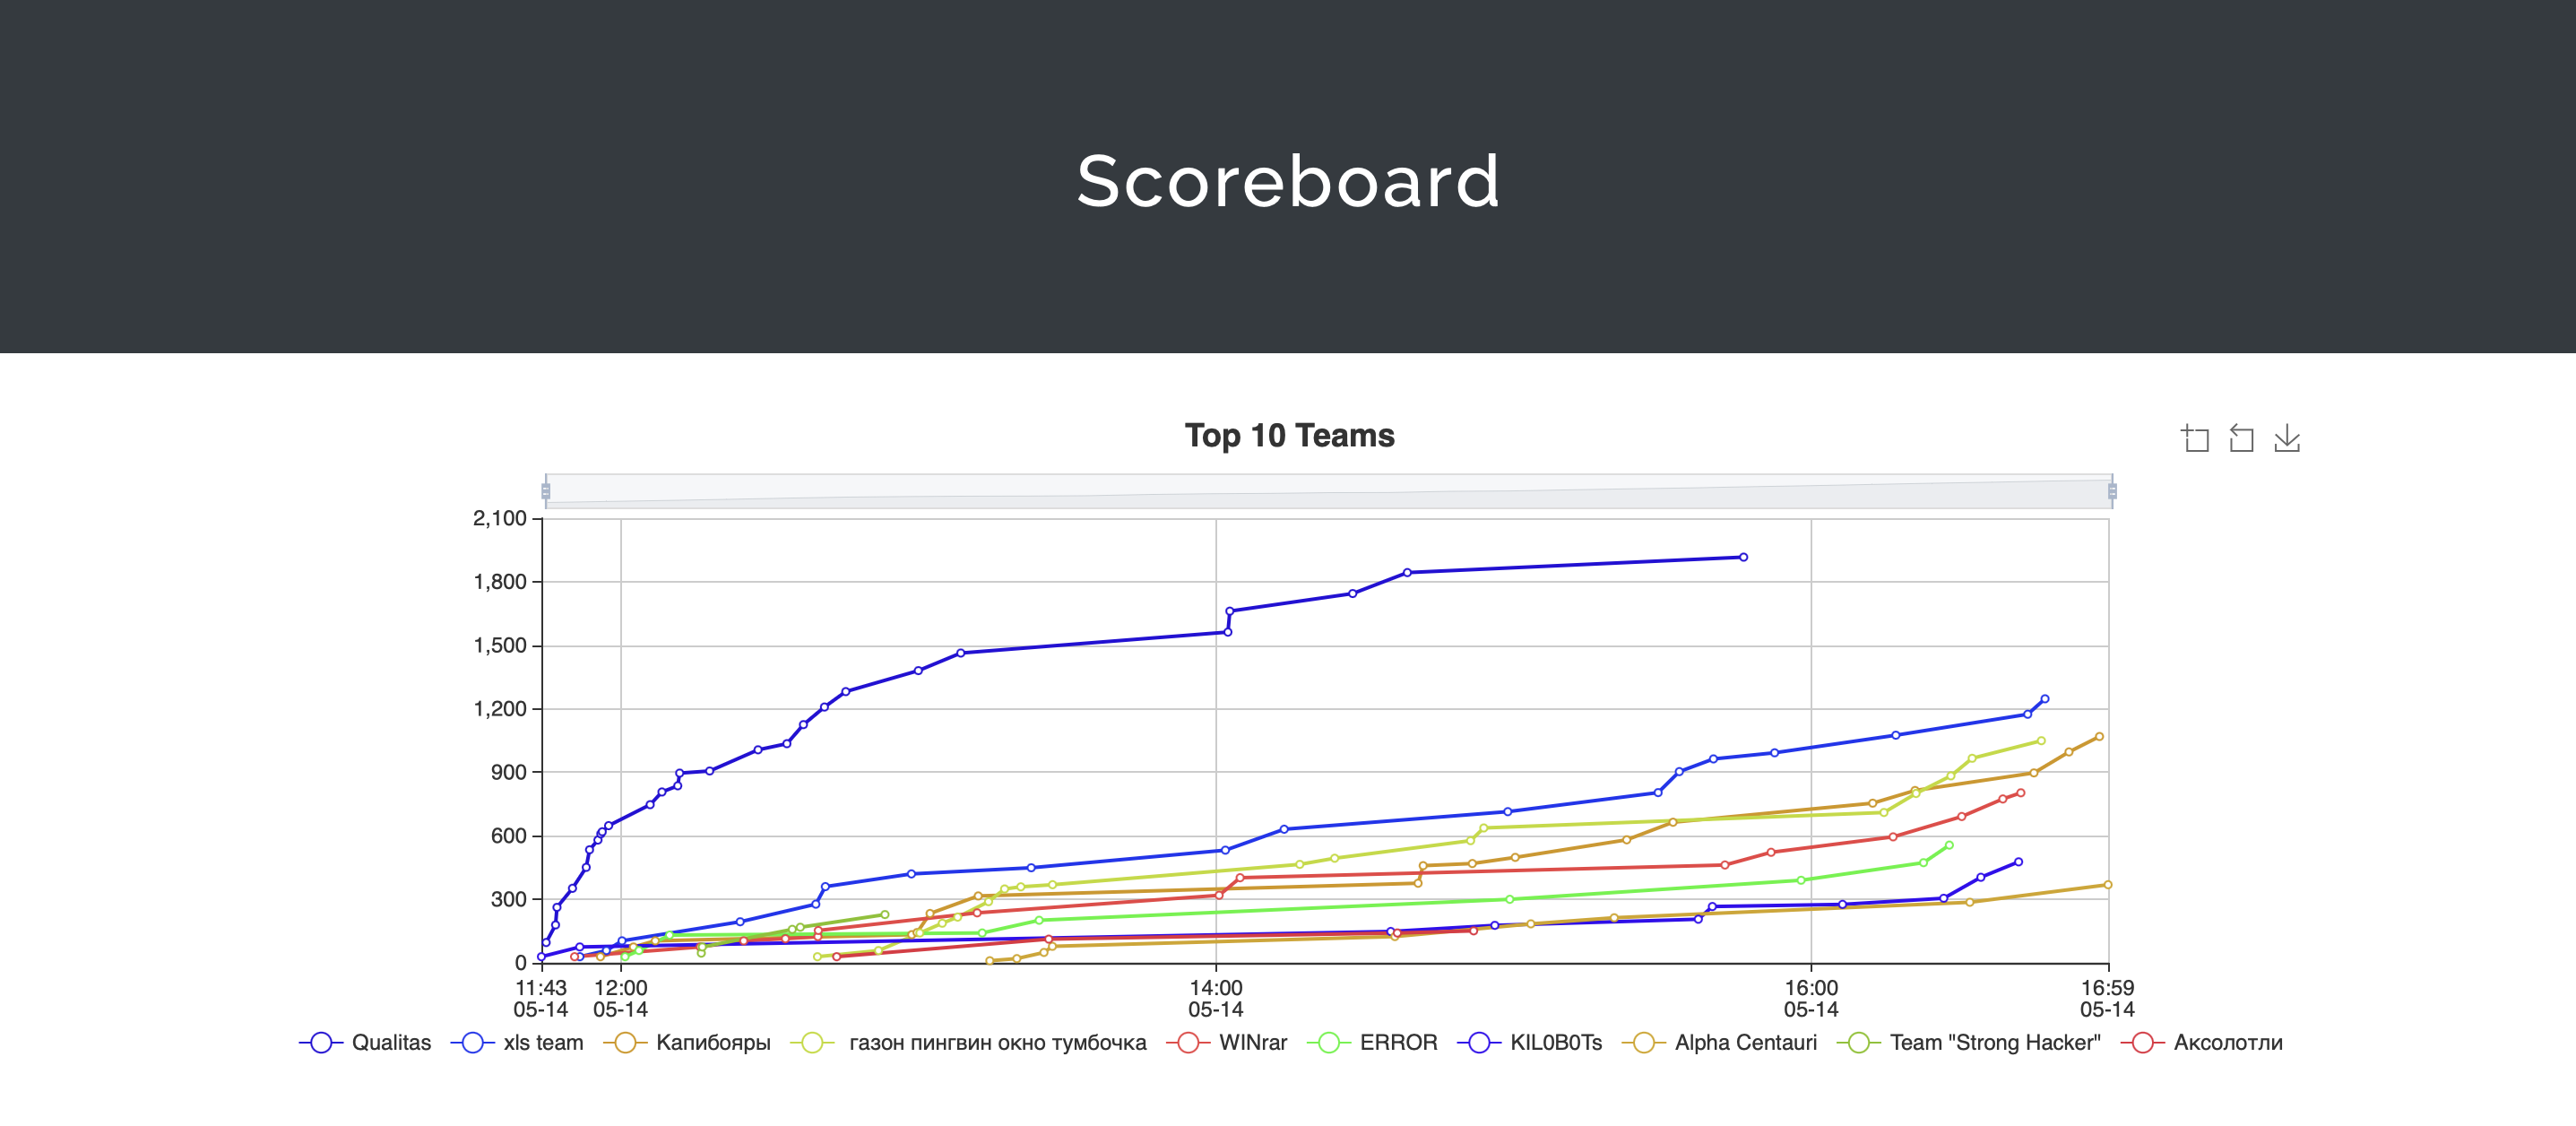 Scoreboard
Top 10 Teams
2,100
1,800
1,500
1,200
900
600
300
0
11:43 12:00 14:00 16:00 16:59
05-14 05-14 05-14 05-14 05-14
Qualitas xls team Капибояры газон пингвин окно тумбочка WINrar ERROR KIL0B0Ts Alpha Centauri Team "Strong Hacker" Аксолотли